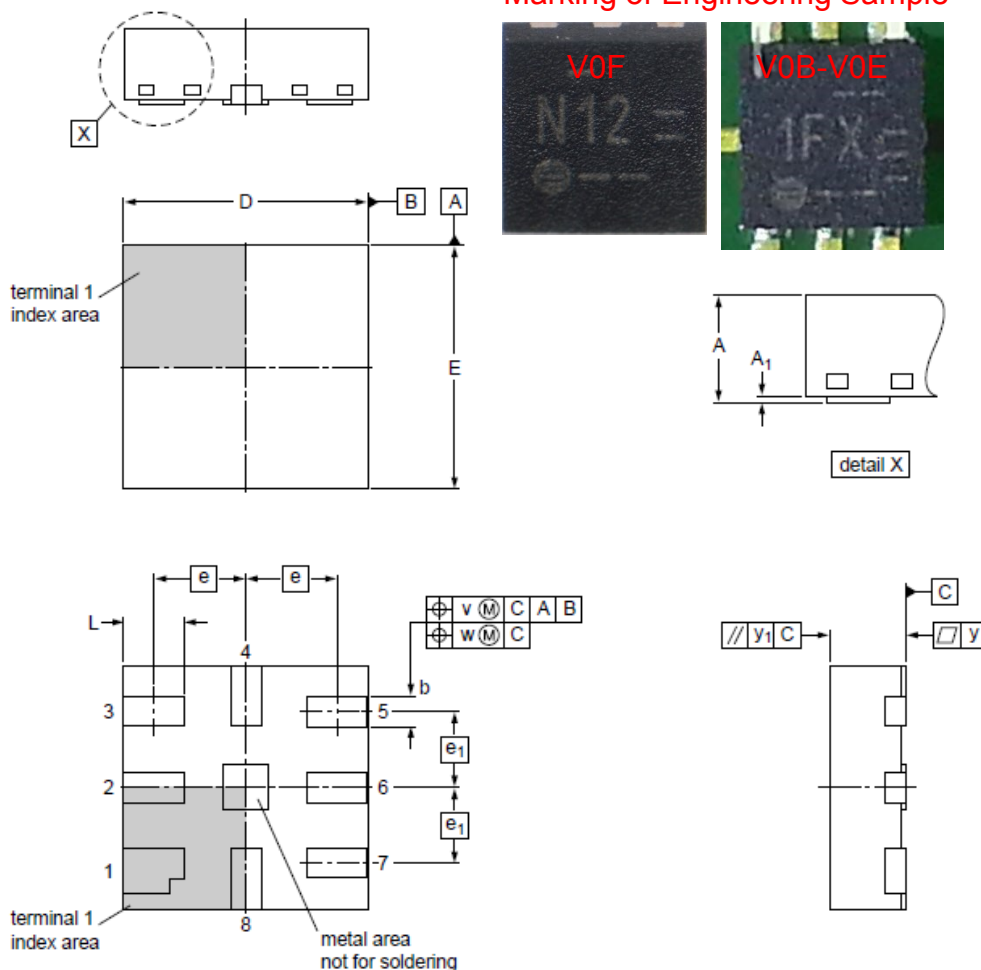 Marking of Engineering Sample
V0F
V0B-V0E
N12
1FX
X
D
B
A
terminal 1
index area
E
A
A1
detail X
e
e
L
v M C A B
w M C
C
// y1 C
y
4
b
3
5
e1
2
6
e1
1
7
terminal 1
index area
8
metal area
not for soldering